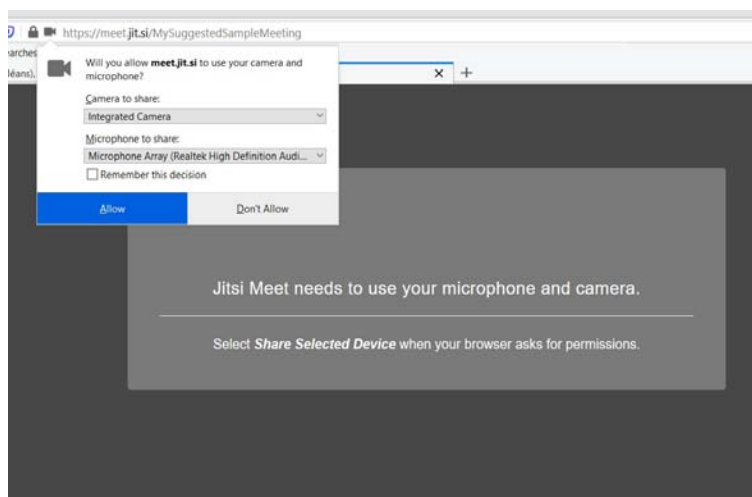 https://meet.jit.si/MySuggestedSampleMeeting
earches
léans),
Will you allow meet.jit.si to use your camera and
microphone?
Camera to share:
Integrated Camera
Microphone to share:
Microphone Array (Realtek High Definition Audi...
Remember this decision
Allow
Don't Allow
Jitsi Meet needs to use your microphone and camera.
Select Share Selected Device when your browser asks for permissions.